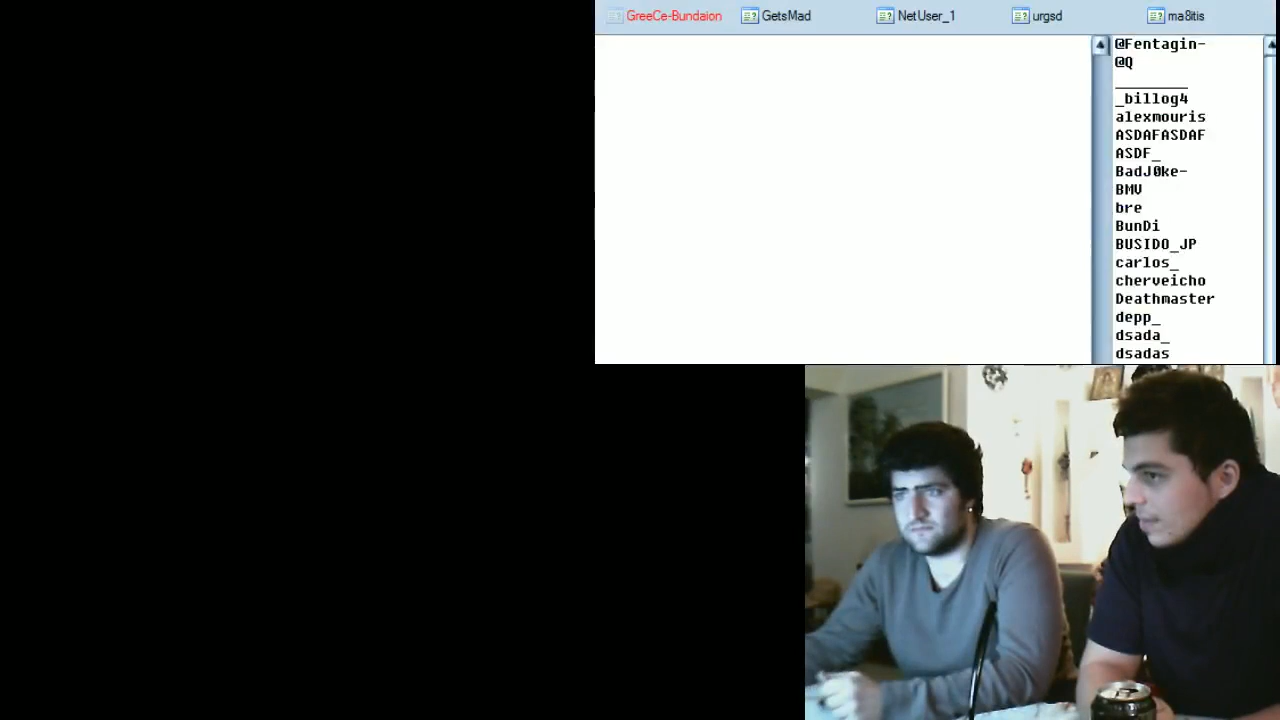 GreeCe-Bundaion
GetsMad
NetUser_1
urgsd
ma8itis
@Fentagin-
@Q
________
_billog4
alexmouris
ASDAFASDAF
ASDF_
BadJ0ke-
BMV
bre
BunDi
BUSIDO_JP
carlos_
cherveicho
Deathmaster
depp_
dsada_
dsadas